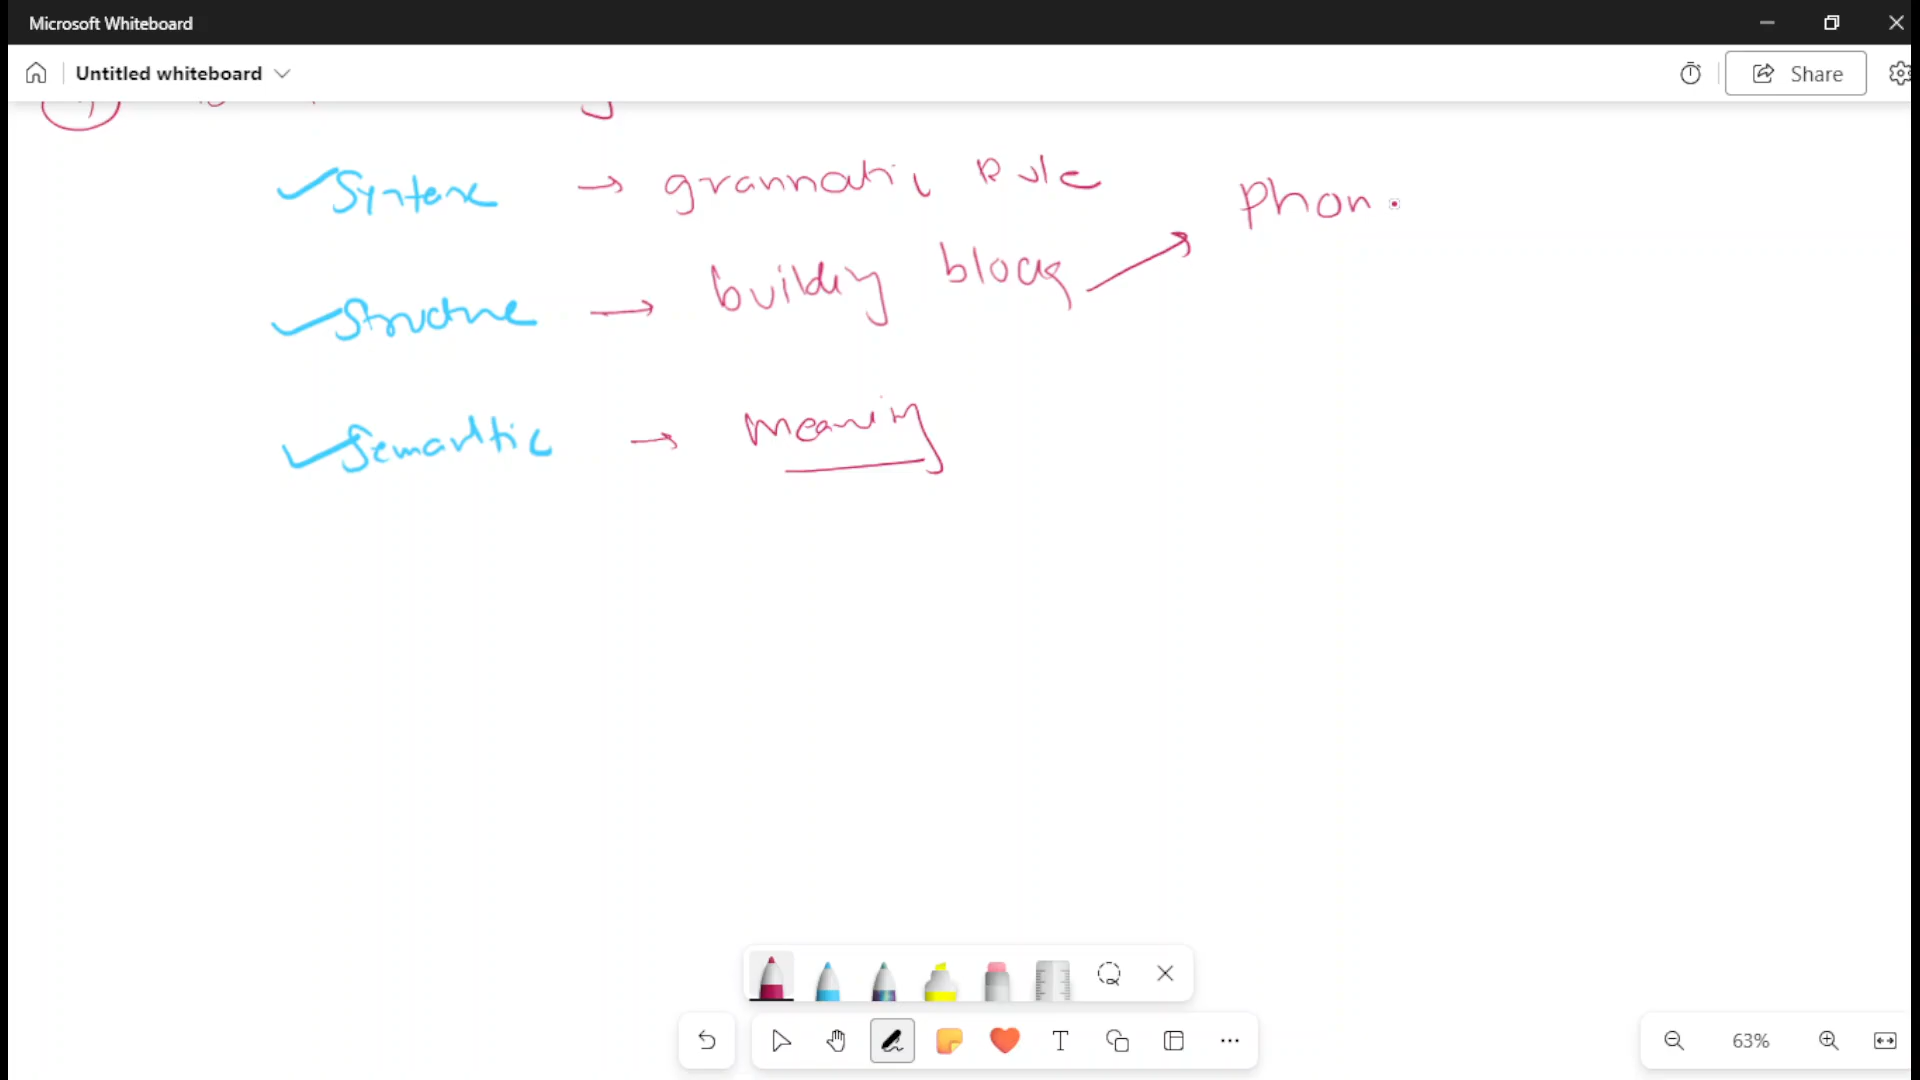 Microsoft Whiteboard
Untitled whiteboard
Share
Syntax → grammatic Rule
Phon
Structure → building block
Semantic → meaning
63%